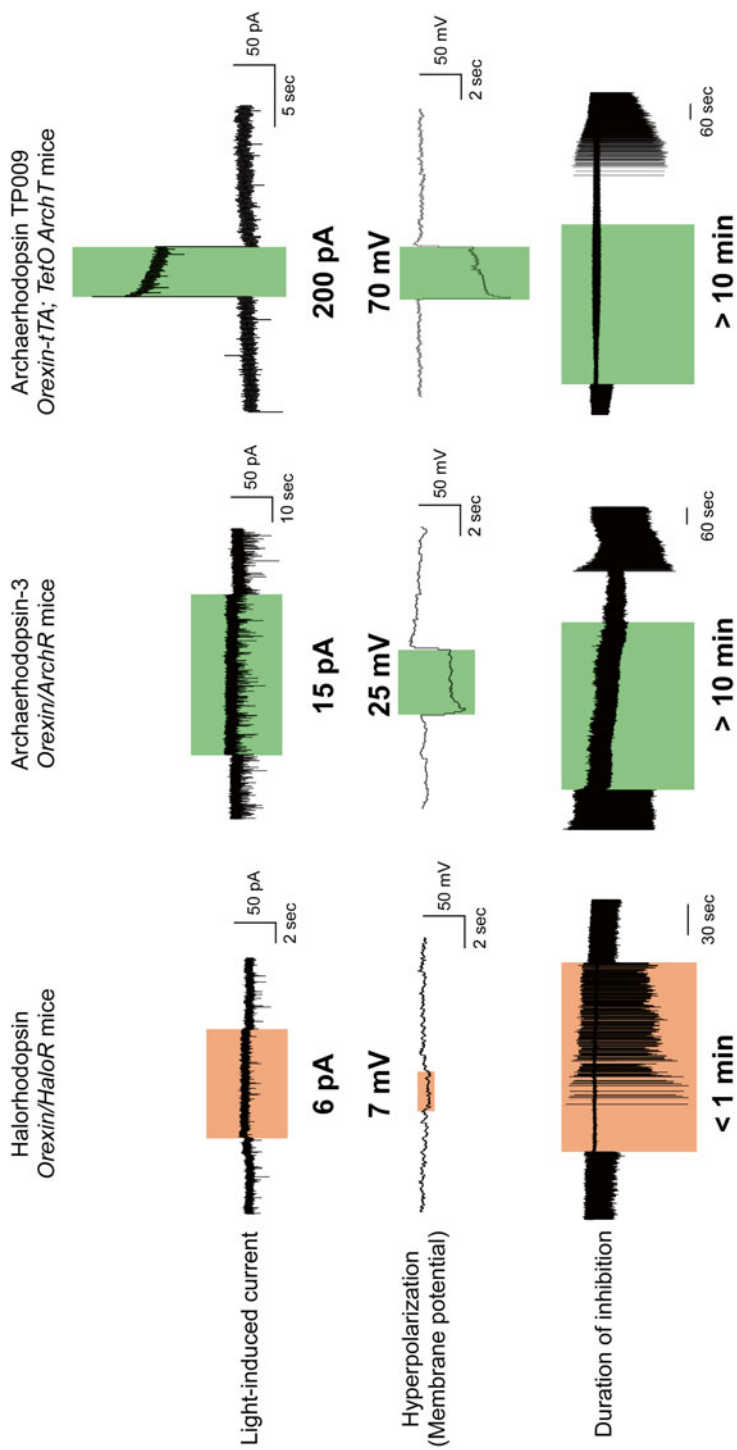 Halorhodopsin
Orexin/HaloR mice
Archaerhodopsin-3
Orexin/ArchR mice
Archaerhodopsin TP009
Orexin-tTA; TetO ArchT mice
Light-induced current
50 pA
2 sec
50 pA
10 sec
50 pA
5 sec
6 pA
15 pA
200 pA
Hyperpolarization
(Membrane potential)
7 mV
25 mV
70 mV
50 mV
2 sec
50 mV
2 sec
50 mV
2 sec
Duration of inhibition
30 sec
60 sec
60 sec
< 1 min
> 10 min
> 10 min